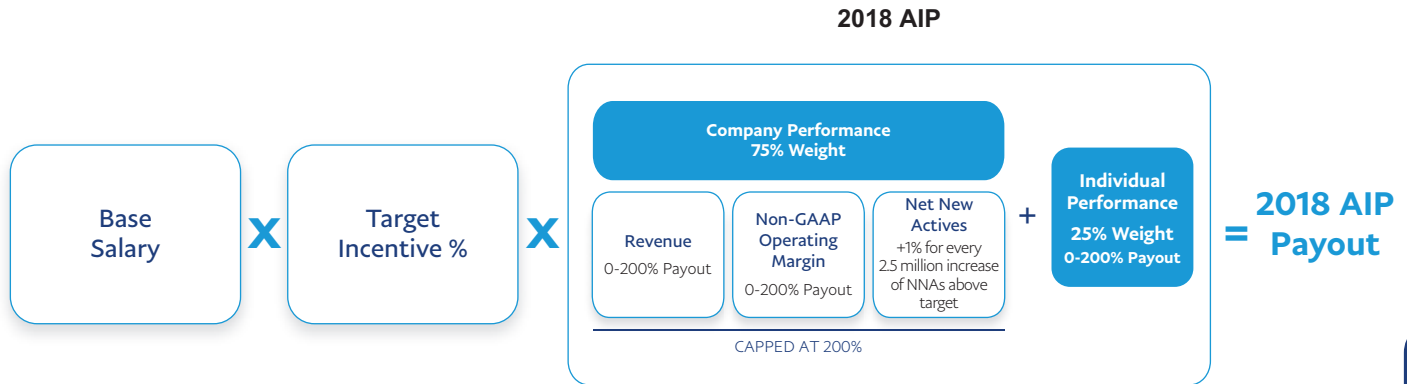 2018 AIP
Base
Salary
X
Target
Incentive %
X
Company Performance
75% Weight
Revenue
0-200% Payout
Non-GAAP
Operating
Margin
0-200% Payout
Net New
Actives
+1% for every
2.5 million increase
of NNAs above
target
CAPPED AT 200%
+
Individual
Performance
25% Weight
0-200% Payout
=
2018 AIP
Payout